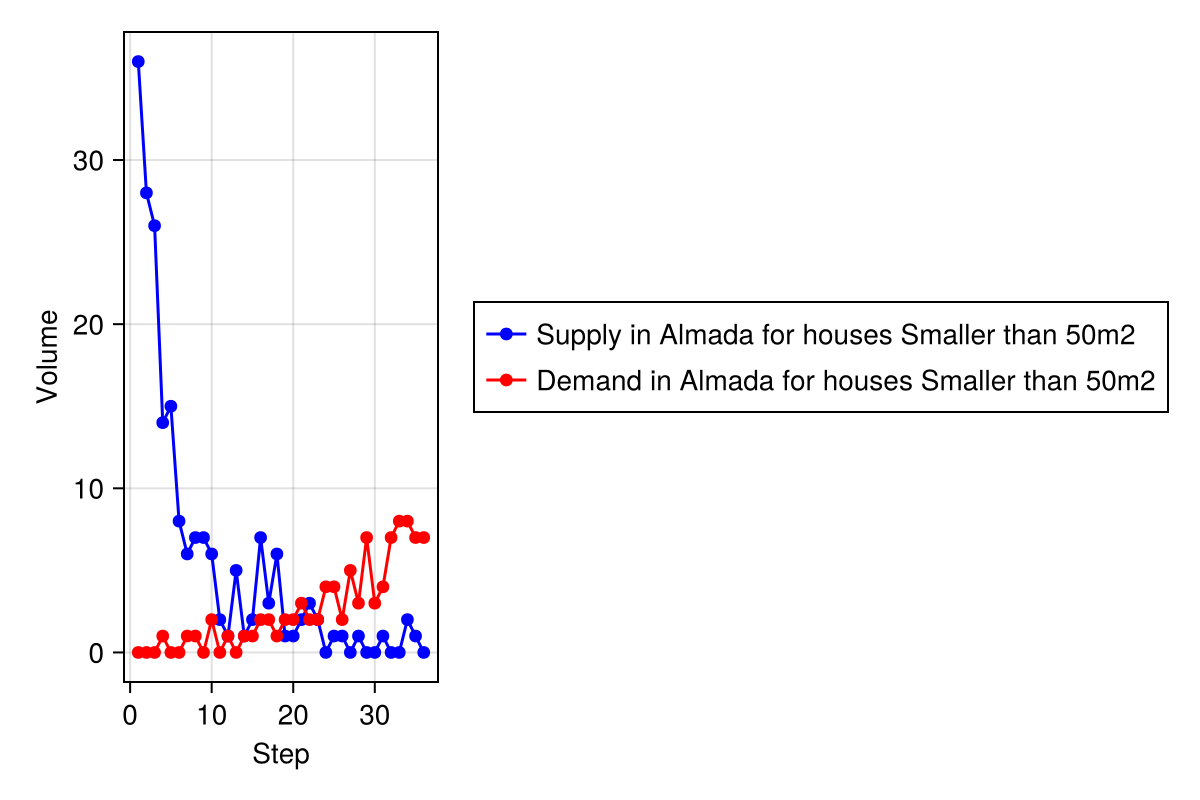 30
20
10
0
Volume
0 10 20 30
Step
Supply in Almada for houses Smaller than 50m2
Demand in Almada for houses Smaller than 50m2